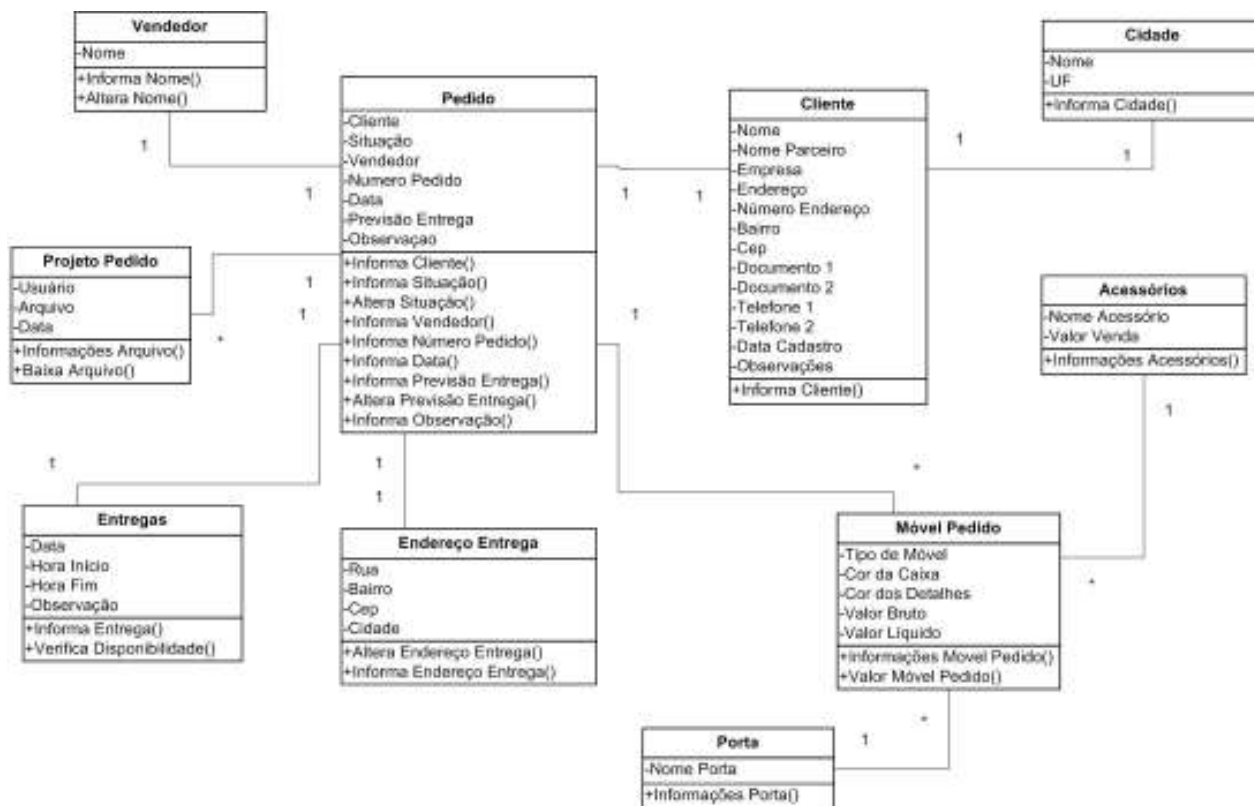 Vendedor
-Nome
+Informa Nome()
+Altera Nome()
1
1
Pedido
-Cliente
-Situação
-Vendedor
-Numero Pedido
-Data
-Previsão Entrega
-Observaçao
+Informa Cliente()
+Informa Situação()
+Altera Situação()
+Informa Vendedor()
+Informa Número Pedido()
+Informa Data()
+Informa Previsão Entrega()
+Altera Previsão Entrega()
+Informa Observação()
1
1
Cliente
-Nome
-Nome Parceiro
-Empresa
-Endereço
-Número Endereço
-Bairro
-Cep
-Documento 1
-Documento 2
-Telefone 1
-Telefone 2
-Data Cadastro
-Observações
+Informa Cliente()
1
1
Cidade
-Nome
-UF
+Informa Cidade()
Projeto Pedido
-Usuário
-Arquivo
-Data
+Informações Arquivo()
+Baixa Arquivo()
*
1
1
1
Acessórios
-Nome Acessório
-Valor Venda
+Informações Acessórios()
1
*
1
Entregas
-Data
-Hora Início
-Hora Fim
-Observação
+Informa Entrega()
+Verifica Disponibilidade()
1
1
Endereço Entrega
-Rua
-Bairro
-Cep
-Cidade
+Altera Endereço Entrega()
+Informa Endereço Entrega()
*
Móvel Pedido
-Tipo de Móvel
-Cor da Caixa
-Cor dos Detalhes
-Valor Bruto
-Valor Líquido
+Informações Movel Pedido()
+Valor Móvel Pedido()
*
1
Porta
-Nome Porta
+Informações Porta()